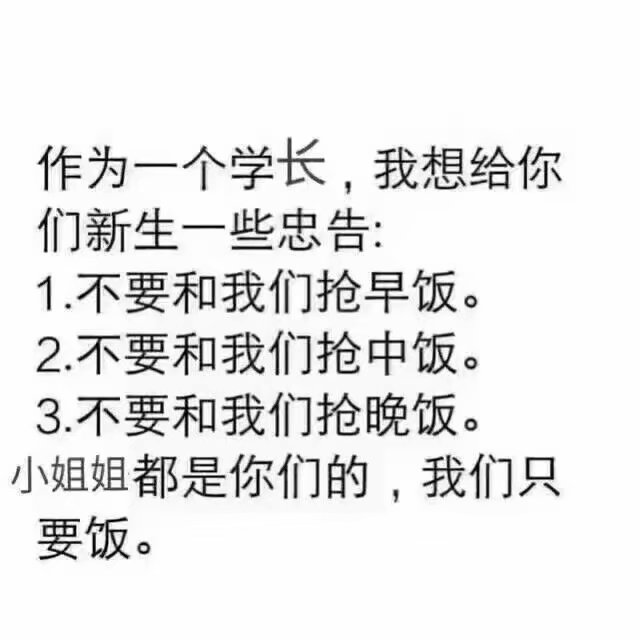 作为一个学长，我想给你
们新生一些忠告:
1.不要和我们抢早饭。
2.不要和我们抢中饭。
3.不要和我们抢晚饭。
小姐姐都是你们的，我们只
要饭。